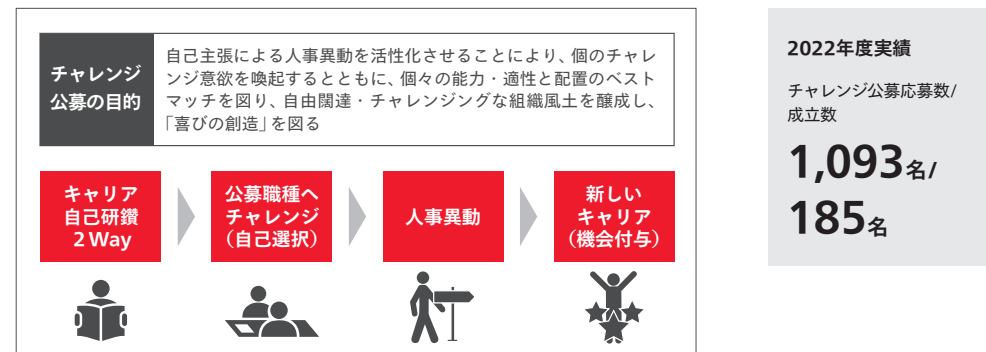 チャレンジ
公募の目的
自己主張による人事異動を活性化させることにより、個のチャレ
ンジ意欲を喚起するとともに、個々の能力・適性と配置のベスト
マッチを図り、自由闊達・チャレンジングな組織風土を醸成し、
「喜びの創造」を図る
キャリア
自己研鑽
2 Way
公募職種へ
チャレンジ
(自己選択)
人事異動
新しい
キャリア
(機会付与)
2022年度実績
チャレンジ公募応募数/
成立数
1,093名/
185名